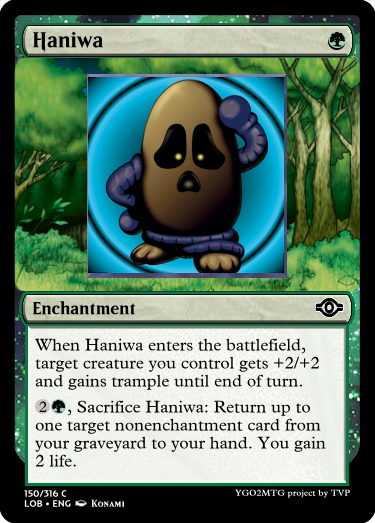 Haniwa
Enchantment
When Haniwa enters the battlefield,
target creature you control gets +2/+2
and gains trample until end of turn.
2, Sacrifice Haniwa: Return up to
one target nonenchantment card from
your graveyard to your hand. You gain
2 life.
150/316 C
LOB • ENG Konami YGO2MTG project by TVP